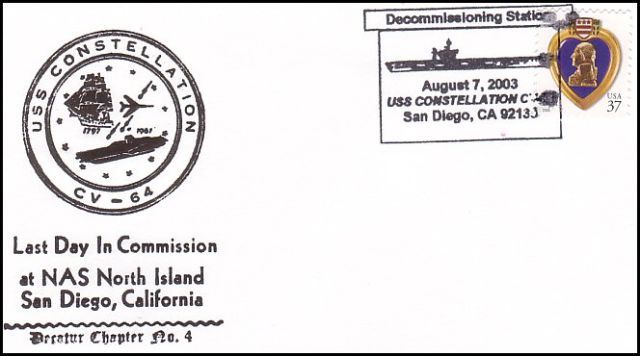 USS CONSTELLATION
1797
1961
CV - 64
Last Day In Commission
at NAS North Island
San Diego, California
Decatur Chapter No. 4
Decommissioning Station
August 7, 2003
USS CONSTELLATION
San Diego, CA 92135
USA
37